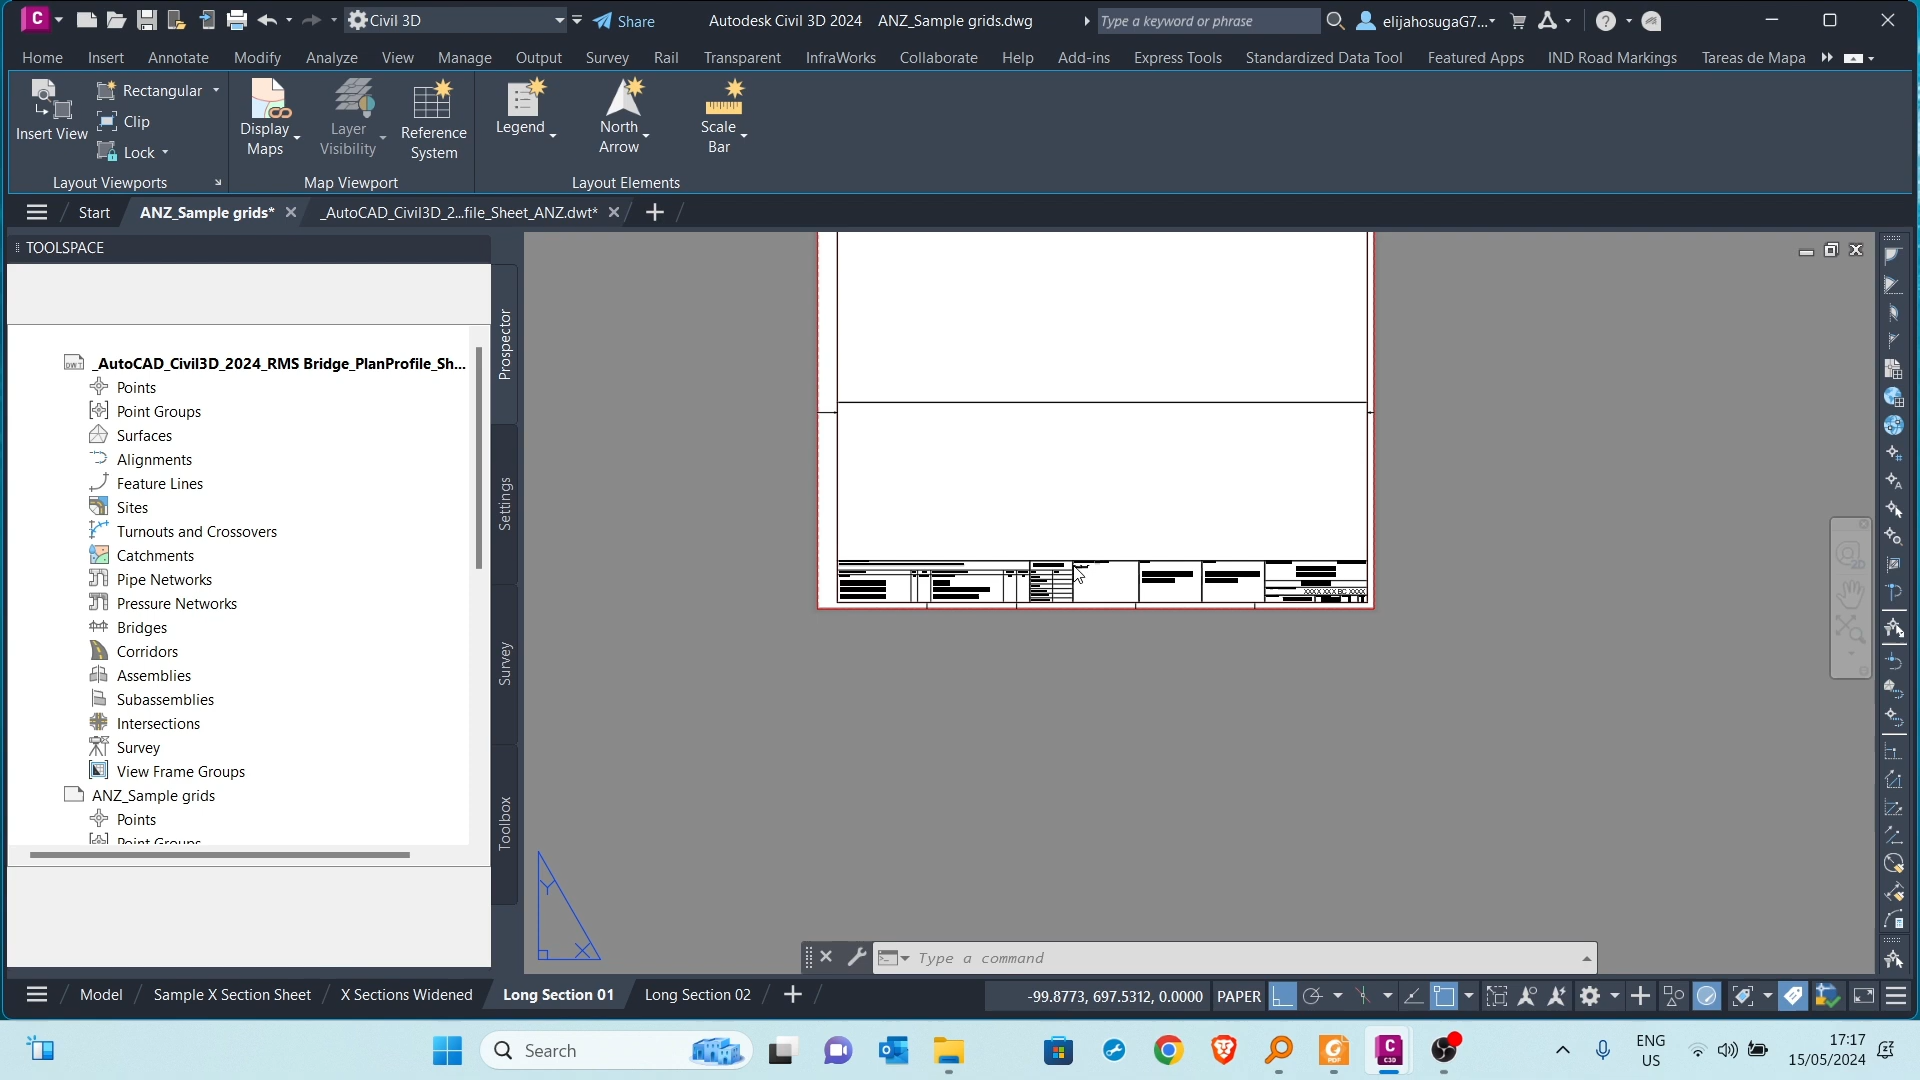 C
Civil 3D
Share
Autodesk Civil 3D 2024 ANZ_Sample grids.dwg
Type a keyword or phrase
elijahosugaG7...
Home Insert Annotate Modify Analyze View Manage Output Survey Rail Transparent InfraWorks Collaborate Help Add-ins Express Tools Standardized Data Tool Featured Apps IND Road Markings Tareas de Mapa
Insert View
Rectangular
Clip
Lock
Layout Viewports
Display Maps
Layer Visibility
Reference System
Map Viewport
Legend
North Arrow
Scale Bar
Layout Elements
Start
ANZ_Sample grids*
_AutoCAD_Civil3D_2...file_Sheet_ANZ.dwt*
TOOLSPACE
_AutoCAD_Civil3D_2024_RMS Bridge_PlanProfile_Sh...
Points
Point Groups
Surfaces
Alignments
Feature Lines
Sites
Turnouts and Crossovers
Catchments
Pipe Networks
Pressure Networks
Bridges
Corridors
Assemblies
Subassemblies
Intersections
Survey
View Frame Groups
ANZ_Sample grids
Points
Point Groups
Prospector
Settings
Survey
Toolbox
XXXX XXX BC XXXX
Y
X
Type a command
Model
Sample X Section Sheet
X Sections Widened
Long Section 01
Long Section 02
-99.8773, 697.5312, 0.0000
PAPER
Search
ENG
US
17:17
15/05/2024